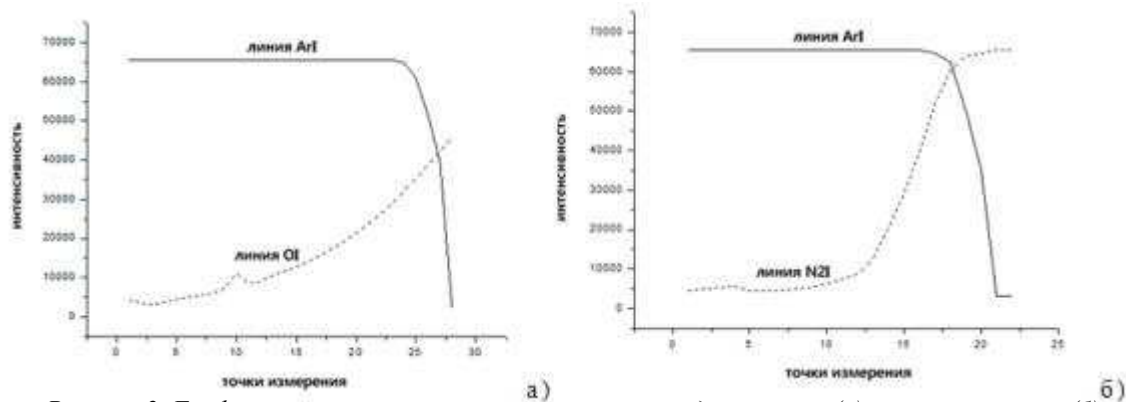 70000
60000
50000
40000
30000
20000
10000
0
интенсивность
линия ArI
линия OI
0 5 10 15 20 25 30
точки измерения
а)
70000
60000
50000
40000
30000
20000
10000
0
интенсивность
линия ArI
линия N2I
0 5 10 15 20 25
точки измерения
б)